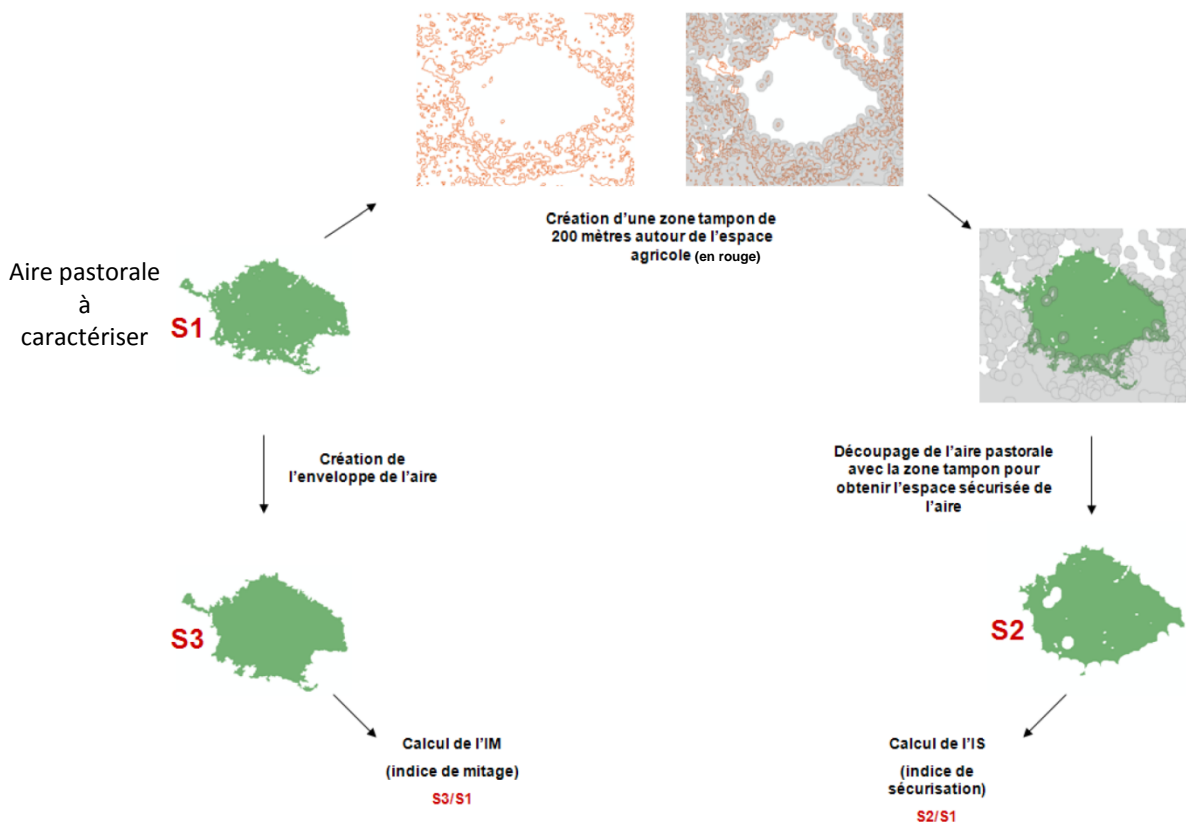 Création d'une zone tampon de
200 mètres autour de l'espace
agricole (en rouge)
Aire pastorale
à
caractériser
S1
Création de
l'enveloppe de l'aire
Découpage de l'aire pastorale
avec la zone tampon pour
obtenir l'espace sécurisée de
l'aire
S3
S2
Calcul de l'IM
(indice de mitage)
S3/S1
Calcul de l'IS
(indice de
sécurisation)
S2/S1